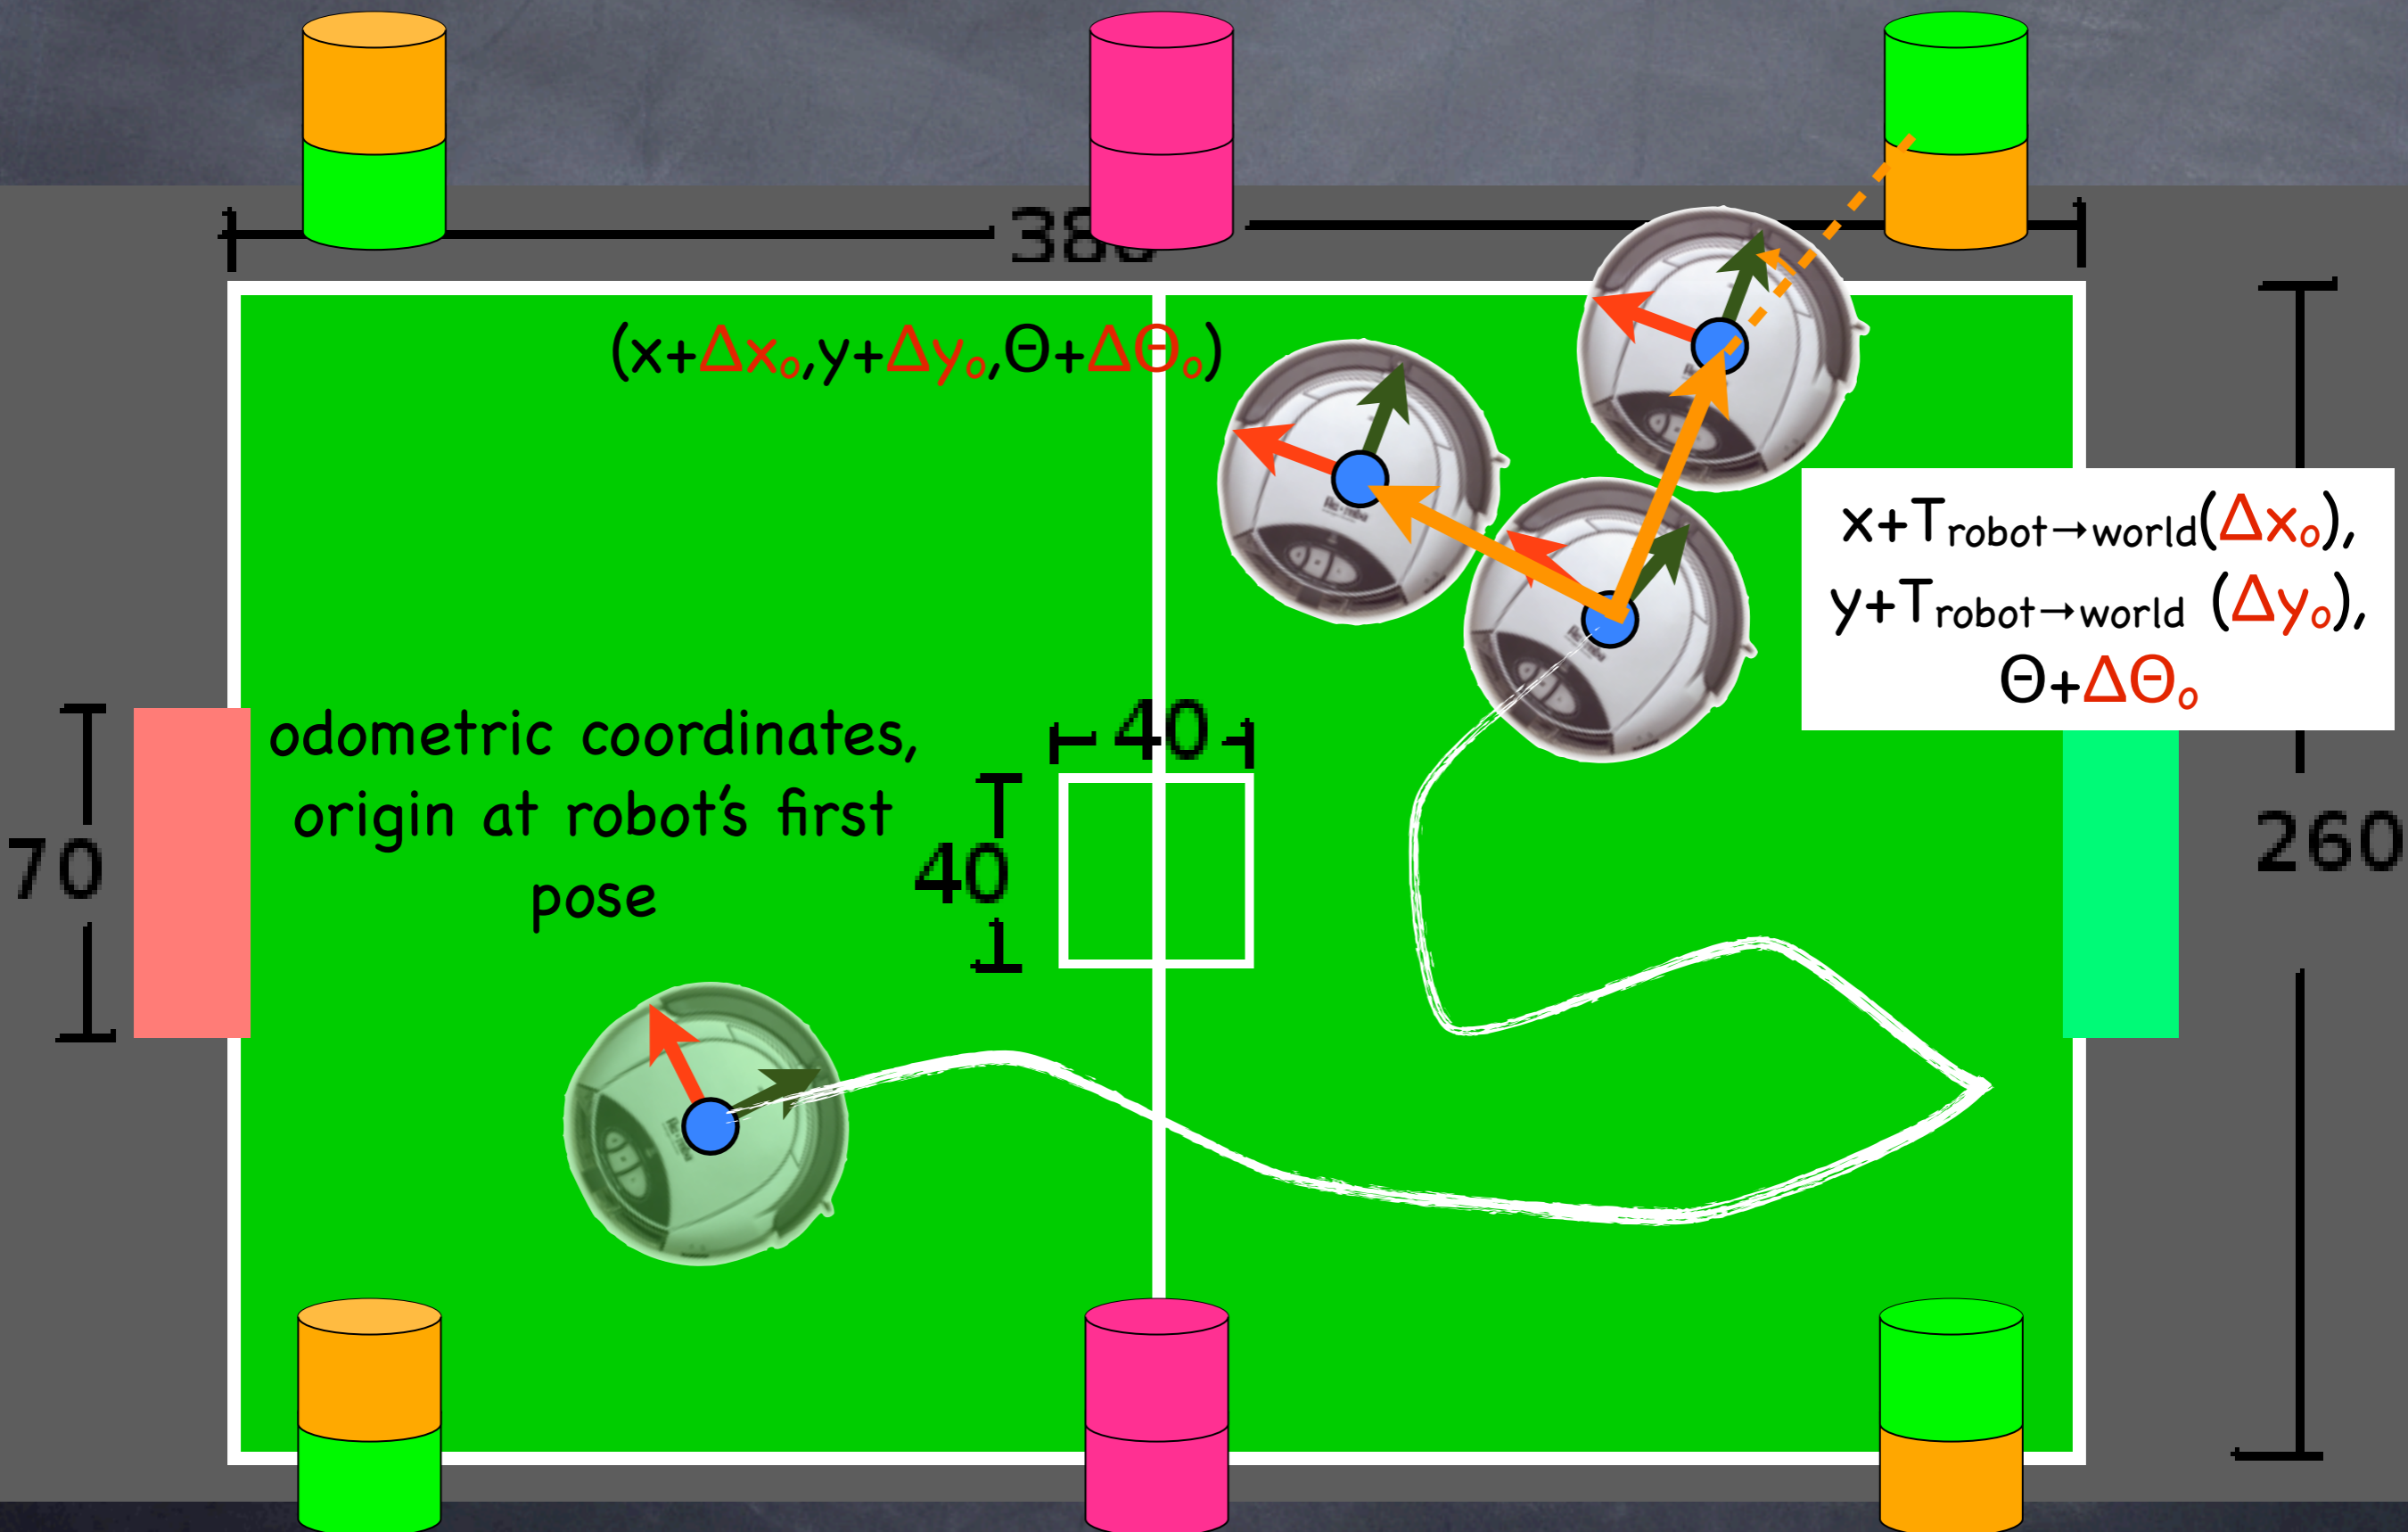 (x+Δxₒ,y+Δyₒ,Θ+ΔΘₒ)
x+Trobot→world(Δxₒ),
y+Trobot→world (Δyₒ),
Θ+ΔΘₒ
odometric coordinates,
origin at robot's first
pose
40
40
70
260